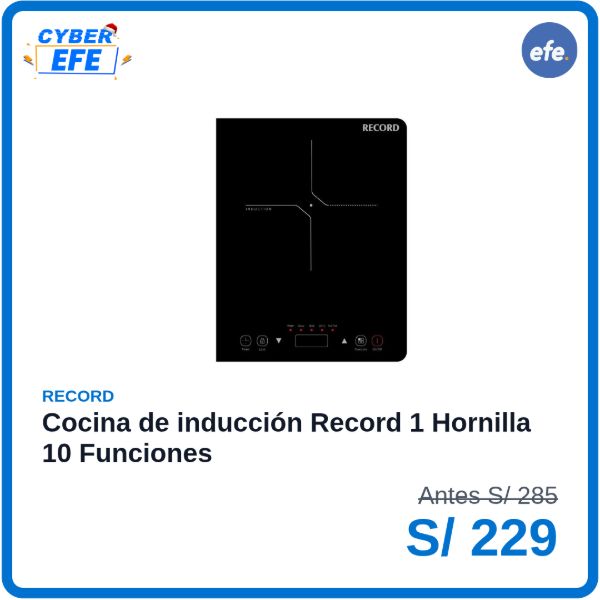 CYBER
EFE
efe.
RECORD
INDUCTION
RECORD
Cocina de inducción Record 1 Hornilla
10 Funciones
Antes S/ 285
S/ 229